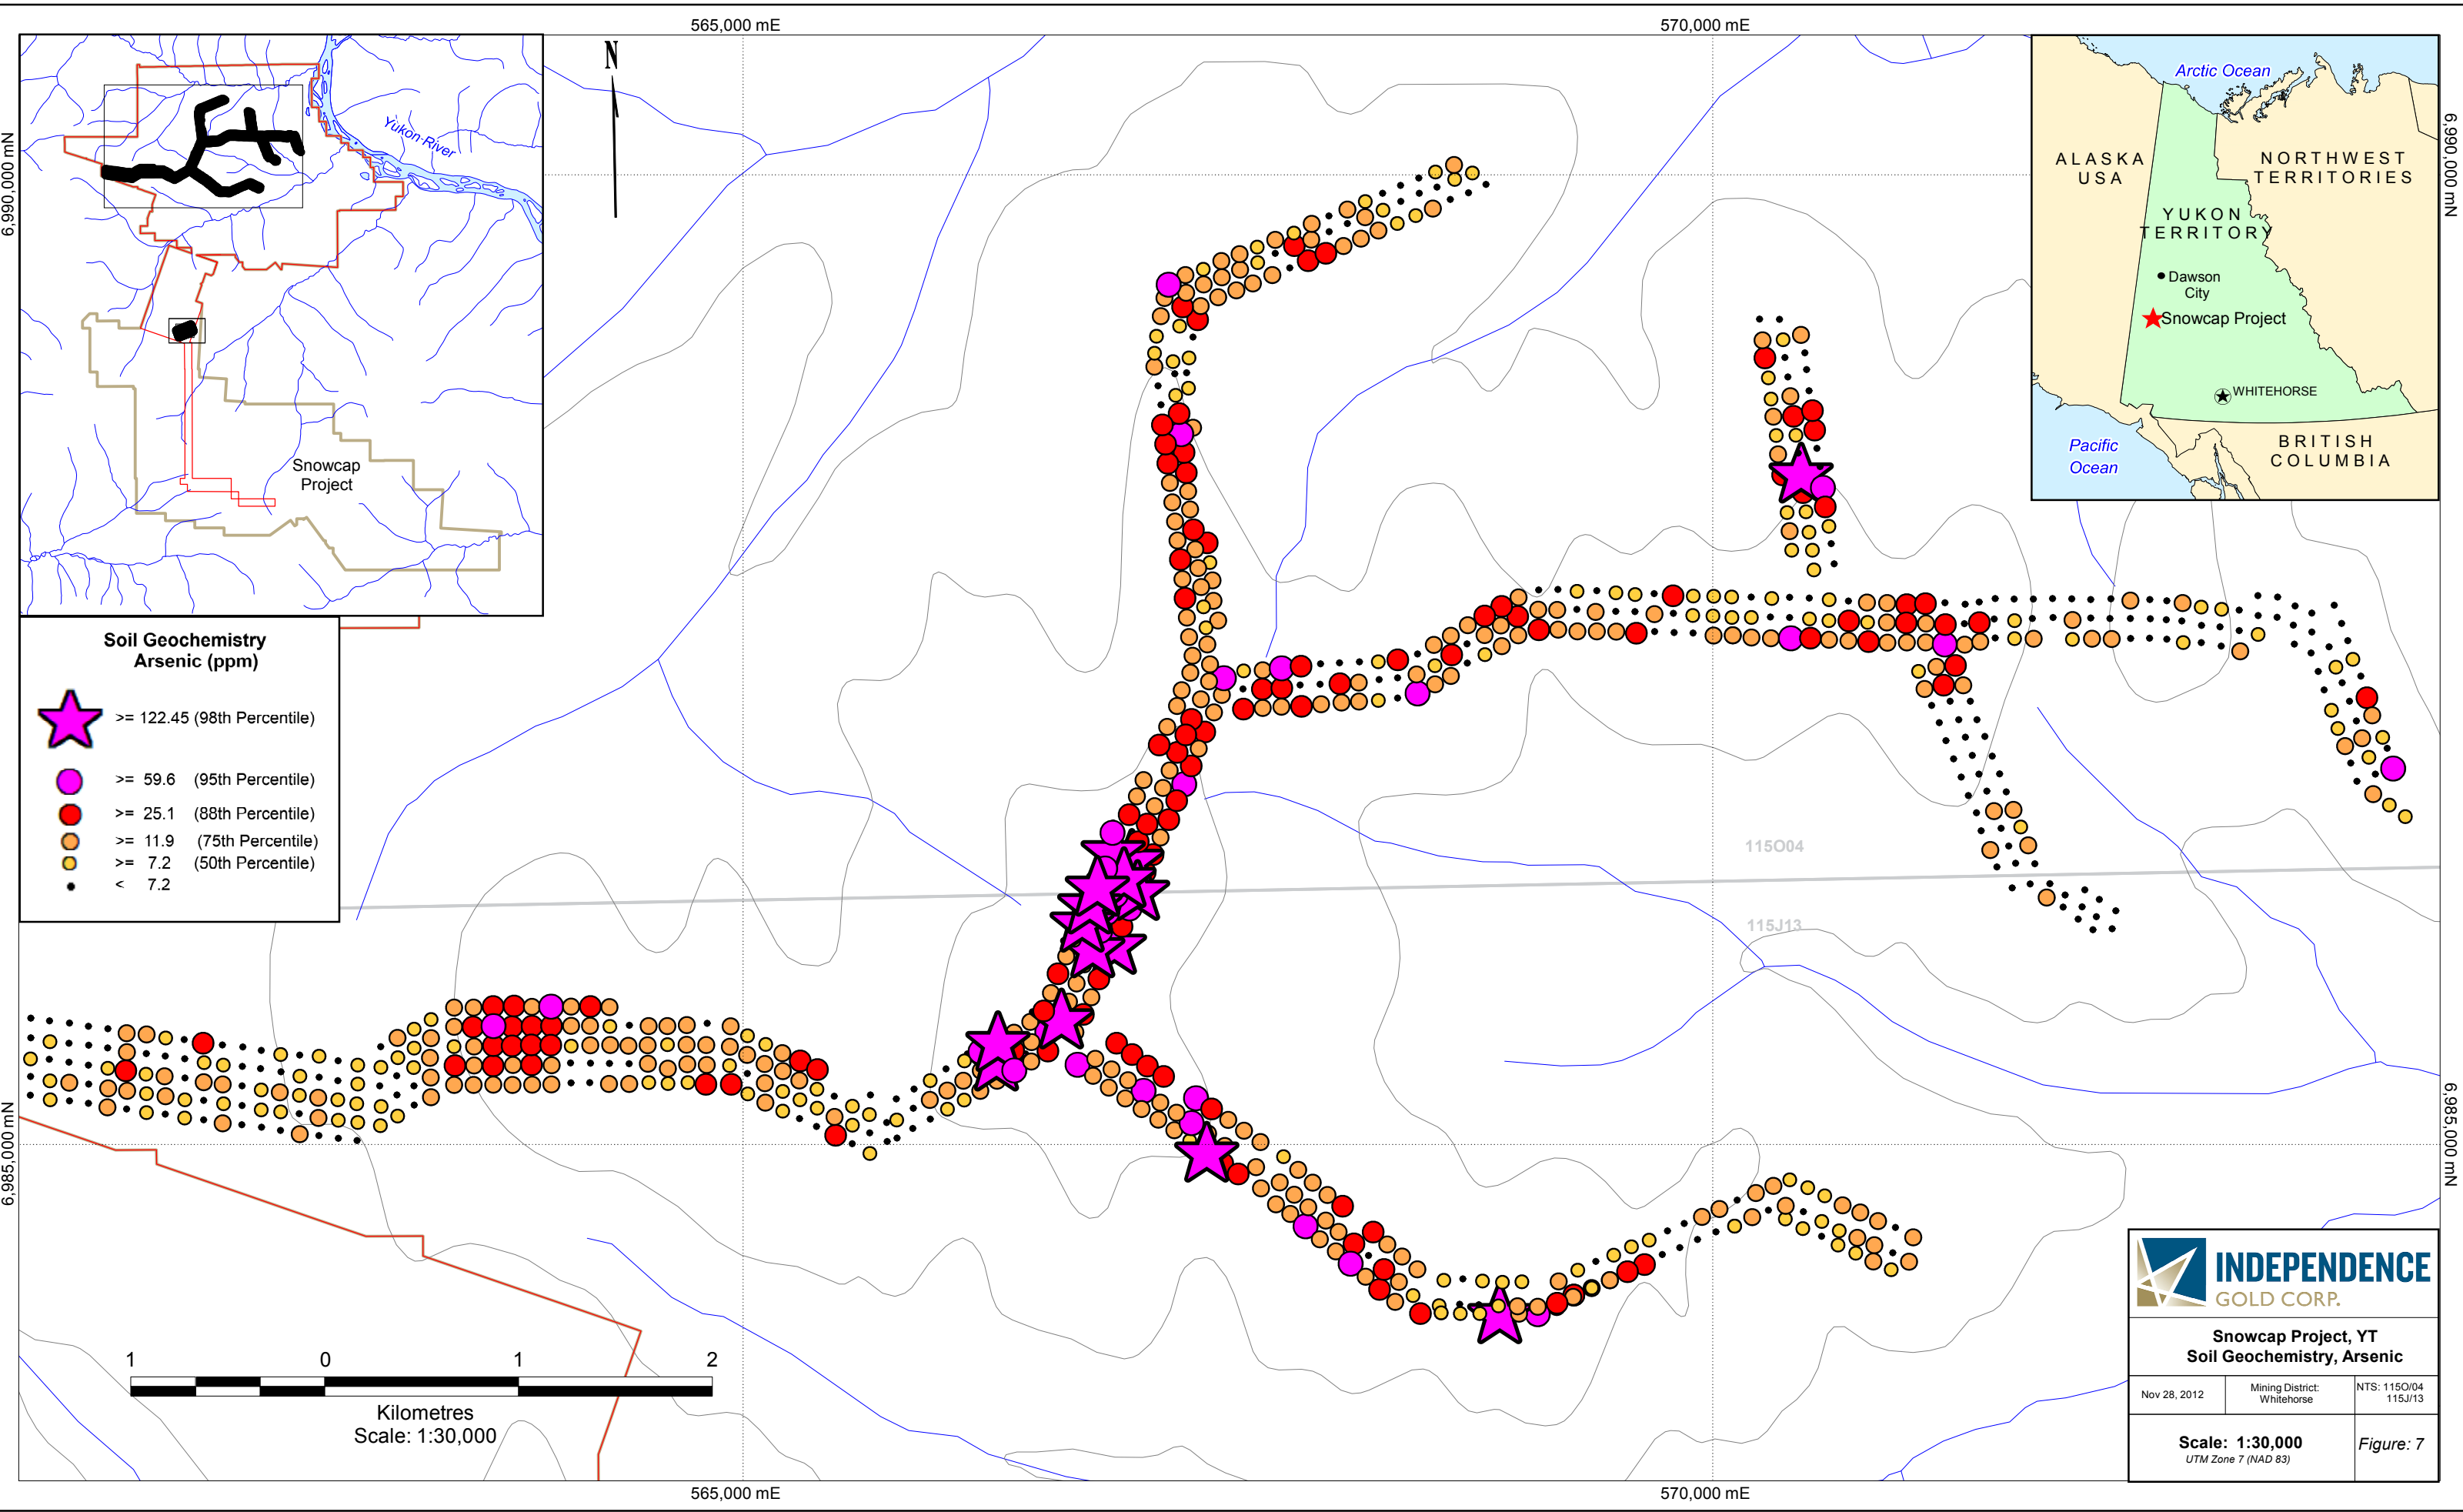 565,000 mE
570,000 mE
6,990,000 mN
6,990,000 mN
N
Yukon River
Snowcap
Project
Arctic Ocean
ALASKA
USA
NORTHWEST
TERRITORIES
YUKON
TERRITORY
Dawson
City
Snowcap Project
WHITEHORSE
Pacific
Ocean
BRITISH
COLUMBIA
Soil Geochemistry
Arsenic (ppm)
>= 122.45 (98th Percentile)
>= 59.6 (95th Percentile)
>= 25.1 (88th Percentile)
>= 11.9 (75th Percentile)
>= 7.2 (50th Percentile)
< 7.2
115O04
115J13
6,985,000 mN
6,985,000 mN
1 0 1 2
Kilometres
Scale: 1:30,000
INDEPENDENCE
GOLD CORP.
Snowcap Project, YT
Soil Geochemistry, Arsenic
Nov 28, 2012
Mining District:
Whitehorse
NTS: 115O/04
115J/13
Scale: 1:30,000
UTM Zone 7 (NAD 83)
Figure: 7
565,000 mE
570,000 mE